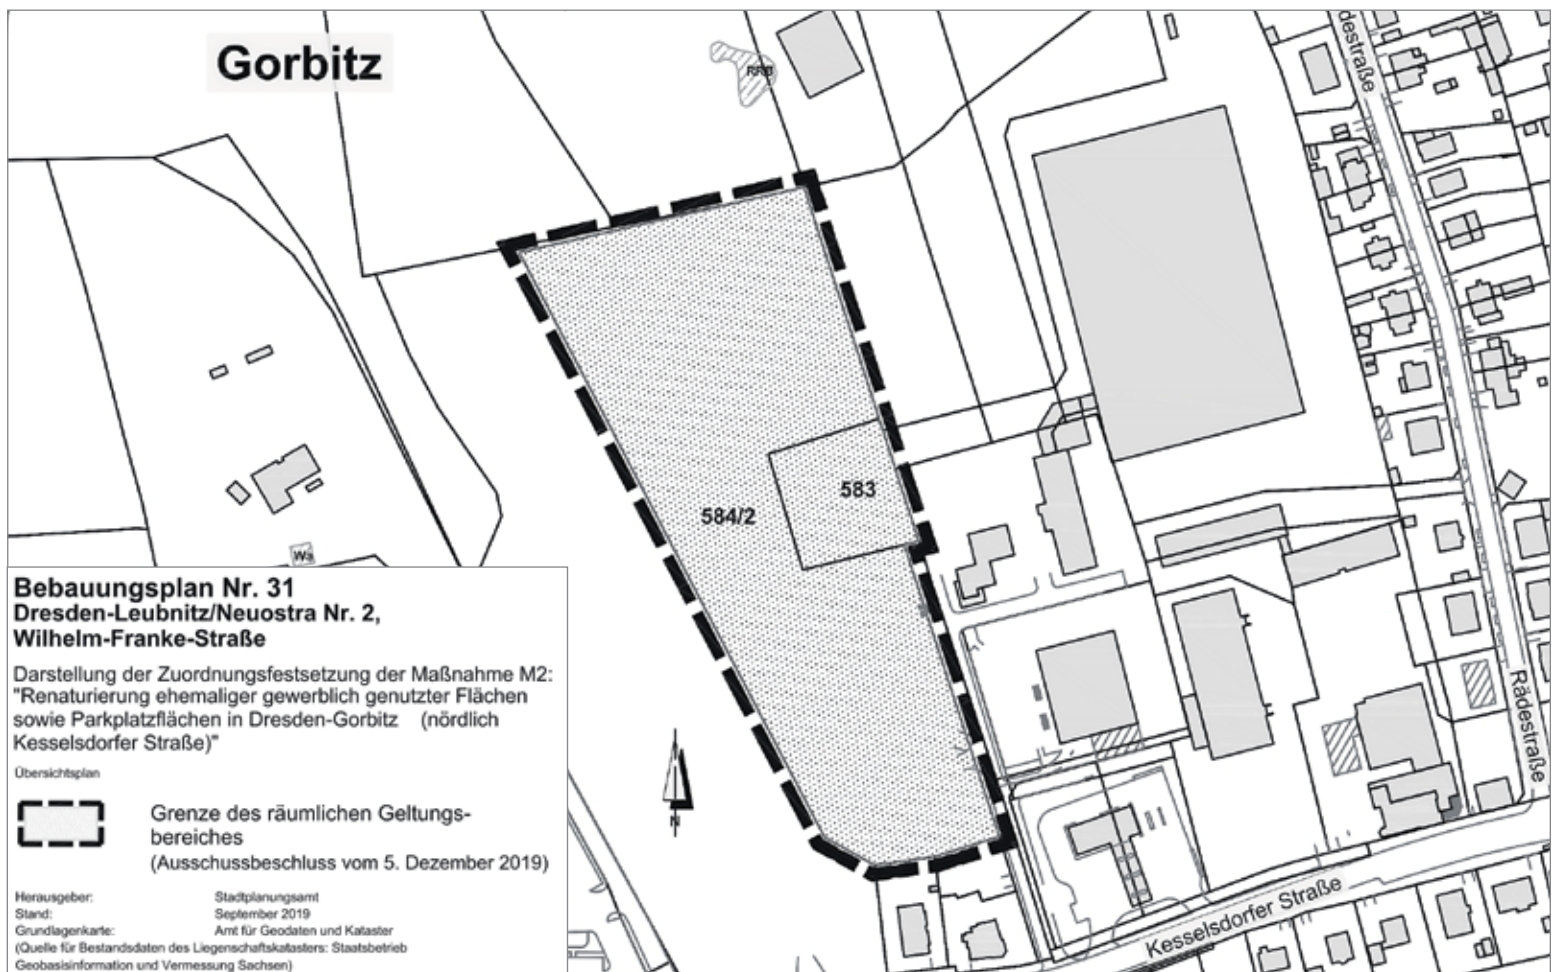 Gorbitz
RRB
destraße
583
584/2
Wa
Bebauungsplan Nr. 31
Dresden-Leubnitz/Neuostra Nr. 2,
Wilhelm-Franke-Straße
Darstellung der Zuordnungsfestsetzung der Maßnahme M2:
"Renaturierung ehemaliger gewerblich genutzter Flächen
sowie Parkplatzflächen in Dresden-Gorbitz (nördlich
Kesselsdorfer Straße)"
Übersichtsplan
Grenze des räumlichen Geltungs-
bereiches
(Ausschussbeschluss vom 5. Dezember 2019)
Herausgeber: Stadtplanungsamt
Stand: September 2019
Grundlagenkarte: Amt für Geodaten und Kataster
(Quelle für Bestandsdaten des Liegenschaftskatasters: Staatsbetrieb
Geobasisinformation und Vermessung Sachsen)
N
Rädestraße
Kesselsdorfer Straße